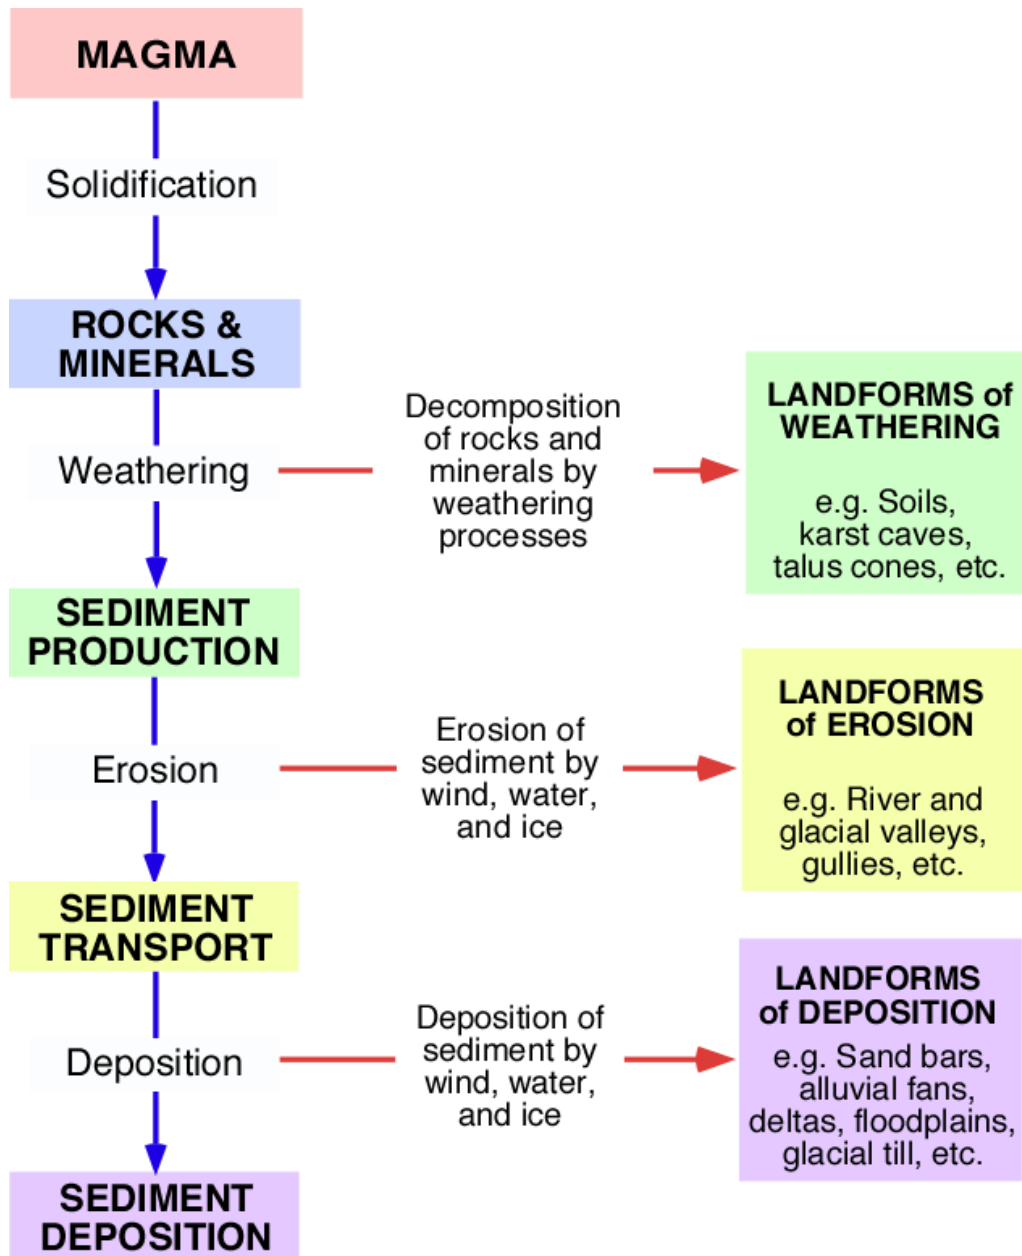 MAGMA
Solidification
ROCKS &
MINERALS
Weathering
Decomposition
of rocks and
minerals by
weathering
processes
LANDFORMS of
WEATHERING
e.g. Soils,
karst caves,
talus cones, etc.
SEDIMENT
PRODUCTION
Erosion
Erosion of
sediment by
wind, water,
and ice
LANDFORMS
of EROSION
e.g. River and
glacial valleys,
gullies, etc.
SEDIMENT
TRANSPORT
Deposition
Deposition of
sediment by
wind, water,
and ice
LANDFORMS
of DEPOSITION
e.g. Sand bars,
alluvial fans,
deltas, floodplains,
glacial till, etc.
SEDIMENT
DEPOSITION